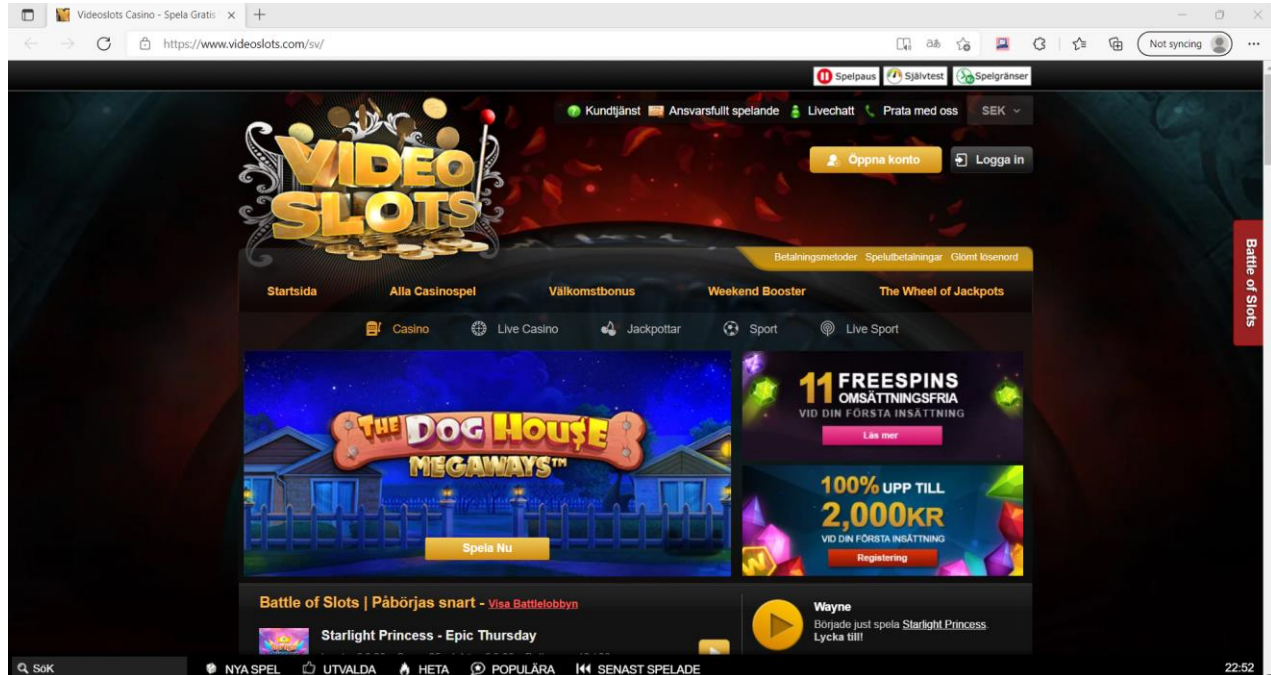 Videoslots Casino - Spela Gratis
https://www.videoslots.com/sv/
Not syncing
Spelpaus Självtest Spelgränser
Kundtjänst Ansvarsfullt spelande Livechatt Prata med oss SEK
VIDEO
SLOTS
Öppna konto Logga in
Betalningsmetoder Spelutbetalningar Glömt lösenord
Startsida Alla Casinospel Välkomstbonus Weekend Booster The Wheel of Jackpots
Casino Live Casino Jackpottar Sport Live Sport
Battle of Slots
THE DOG HOU$E
MEGAWAYS™
Spela Nu
11 FREESPINS
OMSÄTTNINGSFRIA
VID DIN FÖRSTA INSÄTTNING
Läs mer
100% UPP TILL
2,000KR
VID DIN FÖRSTA INSÄTTNING
Registering
Battle of Slots | Påbörjas snart - Visa Battlelobbyn
Starlight Princess - Epic Thursday
Wayne
Började just spela Starlight Princess.
Lycka till!
SöK NYA SPEL UTVALDA HETA POPULÄRA SENAST SPELADE 22:52